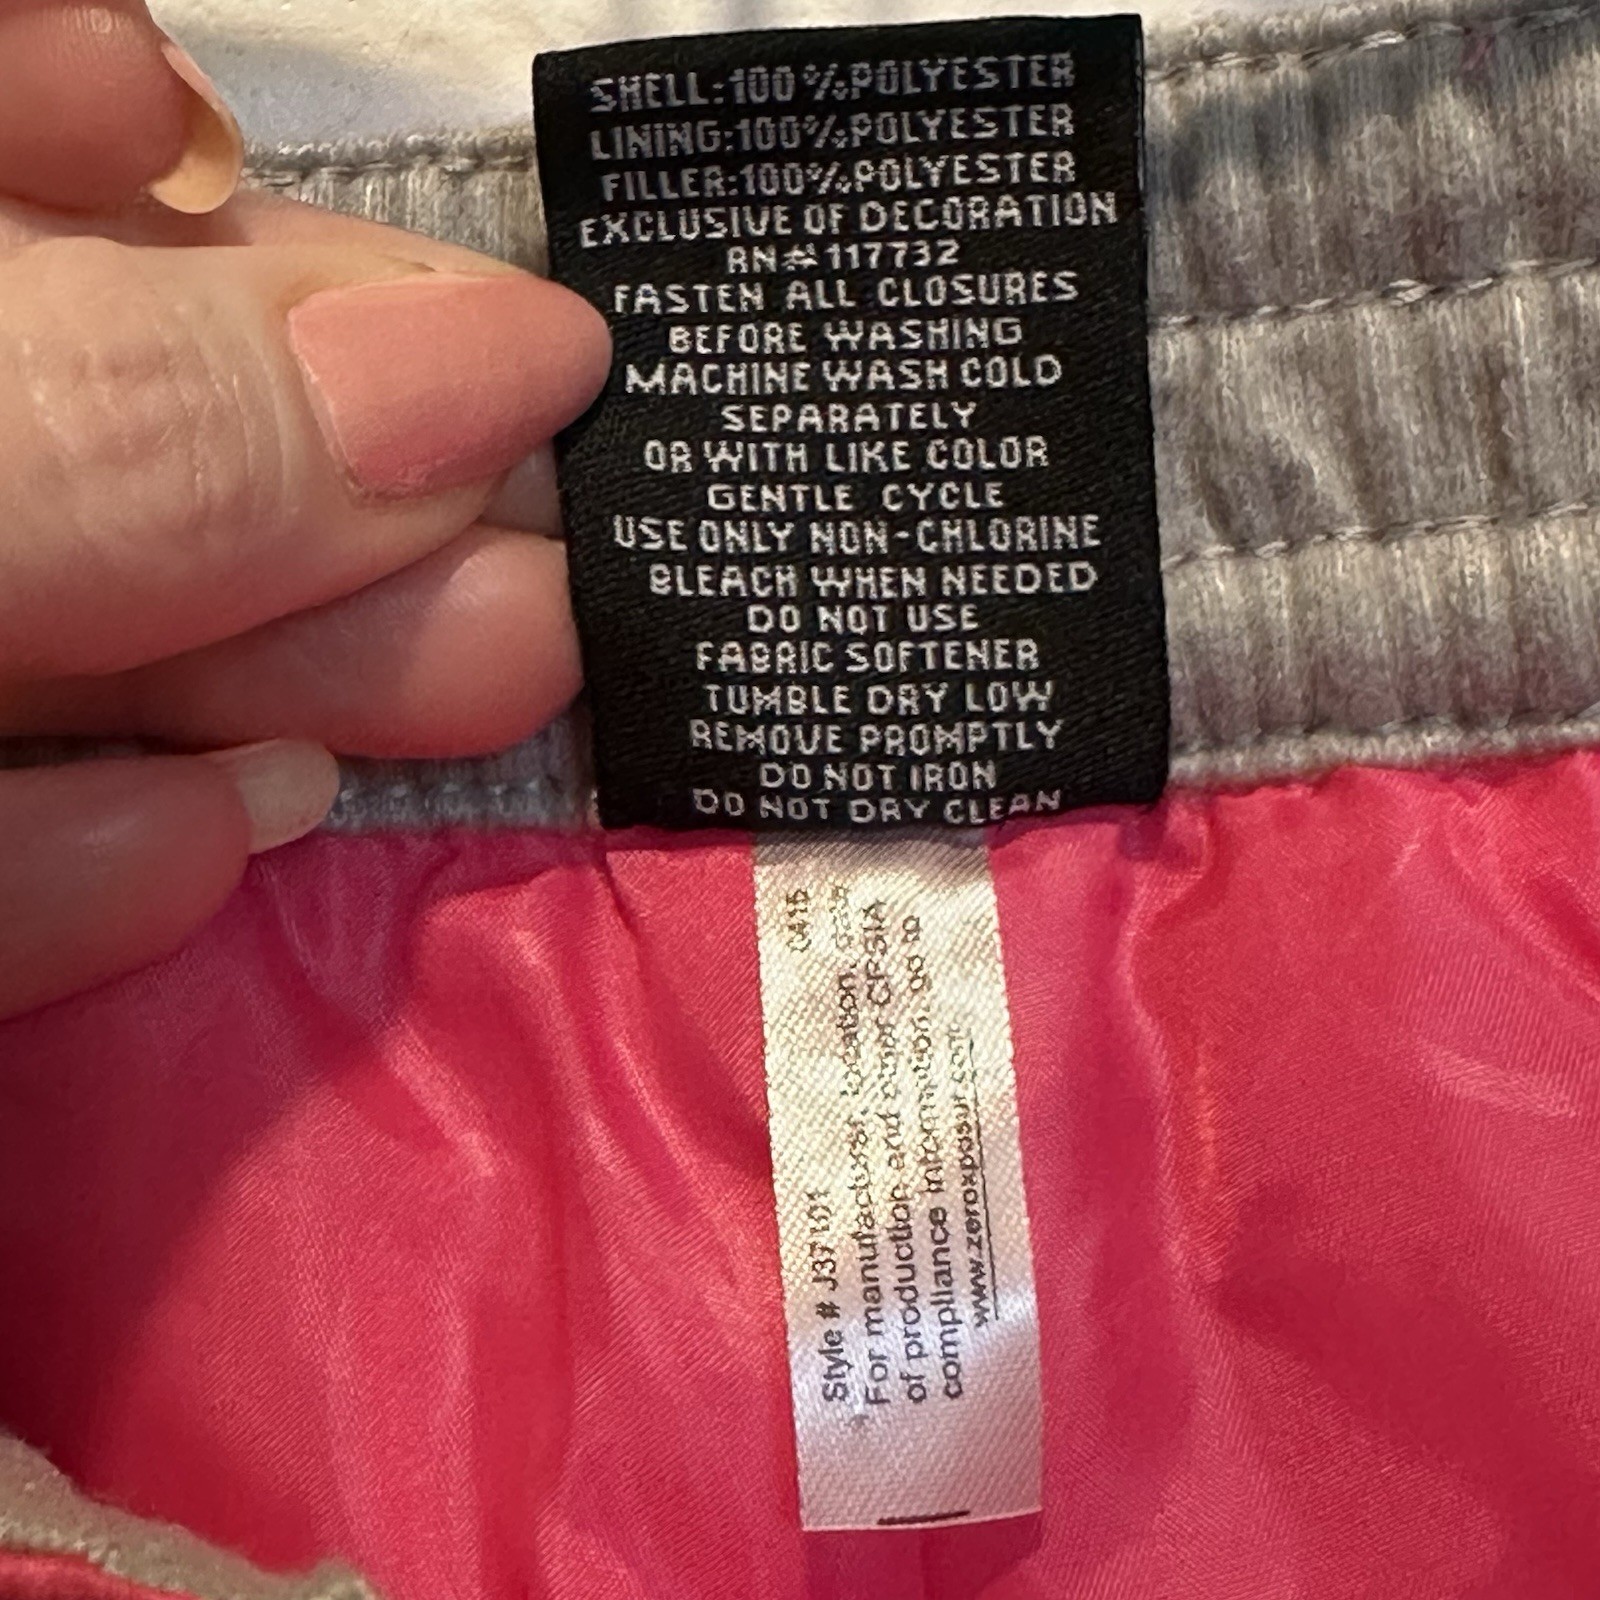 SHELL:100%POLYESTER
LINING:100%POLYESTER
FILLER:100%POLYESTER
EXCLUSIVE OF DECORATION
RN#117732
FASTEN ALL CLOSURES
BEFORE WASHING
MACHINE WASH COLD
SEPARATELY
OR WITH LIKE COLOR
GENTLE CYCLE
USE ONLY NON-CHLORINE
BLEACH WHEN NEEDED
DO NOT USE
FABRIC SOFTENER
TUMBLE DRY LOW
REMOVE PROMPTLY
DO NOT IRON
DO NOT DRY CLEAN
Style # J37101 0415
For manufacturer, location, date
of production and other CPSIA
compliance information, go to
www.zeroxposur.com